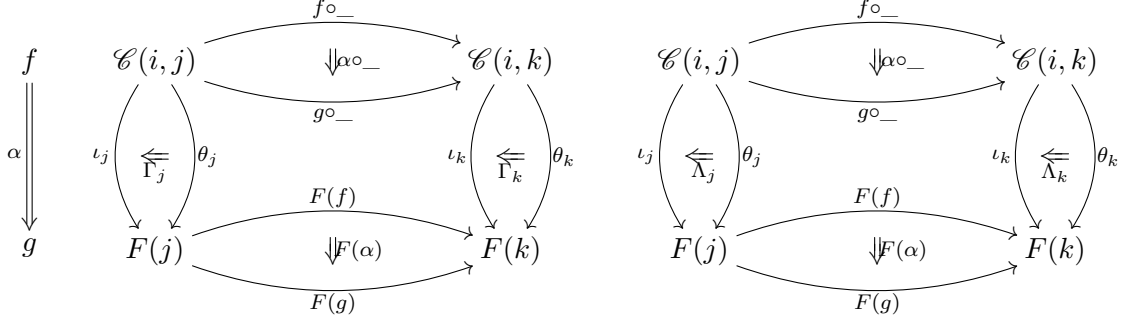 f∘_ f∘_
f 𝒞(i, j) ⇓α∘_ 𝒞(i, k) 𝒞(i, j) ⇓α∘_ 𝒞(i, k)
g∘_ g∘_
α ι_j ⇐ Γ_j θ_j ι_k ⇐ Γ_k θ_k ι_j ⇐ Λ_j θ_j ι_k ⇐ Λ_k θ_k
F(f) F(f)
g F(j) ⇓F(α) F(k) F(j) ⇓F(α) F(k)
F(g) F(g)